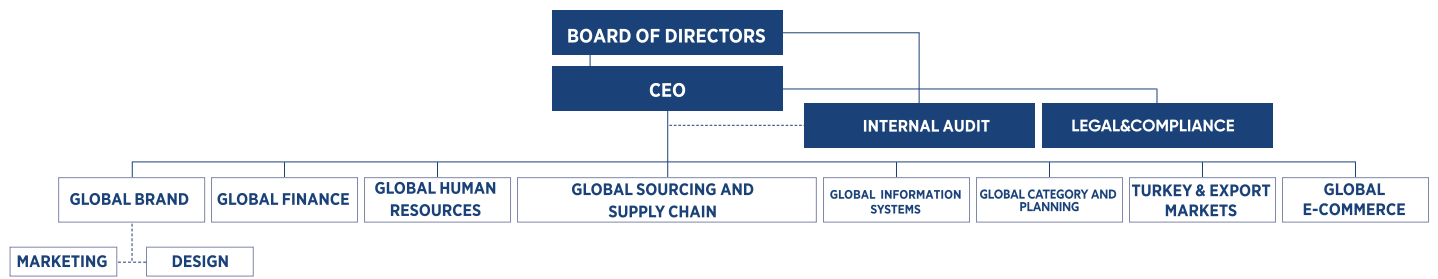 BOARD OF DIRECTORS
CEO
INTERNAL AUDIT
LEGAL&COMPLIANCE
GLOBAL BRAND
GLOBAL FINANCE
GLOBAL HUMAN
RESOURCES
GLOBAL SOURCING AND
SUPPLY CHAIN
GLOBAL INFORMATION
SYSTEMS
GLOBAL CATEGORY AND
PLANNING
TURKEY & EXPORT
MARKETS
GLOBAL
E-COMMERCE
MARKETING
DESIGN